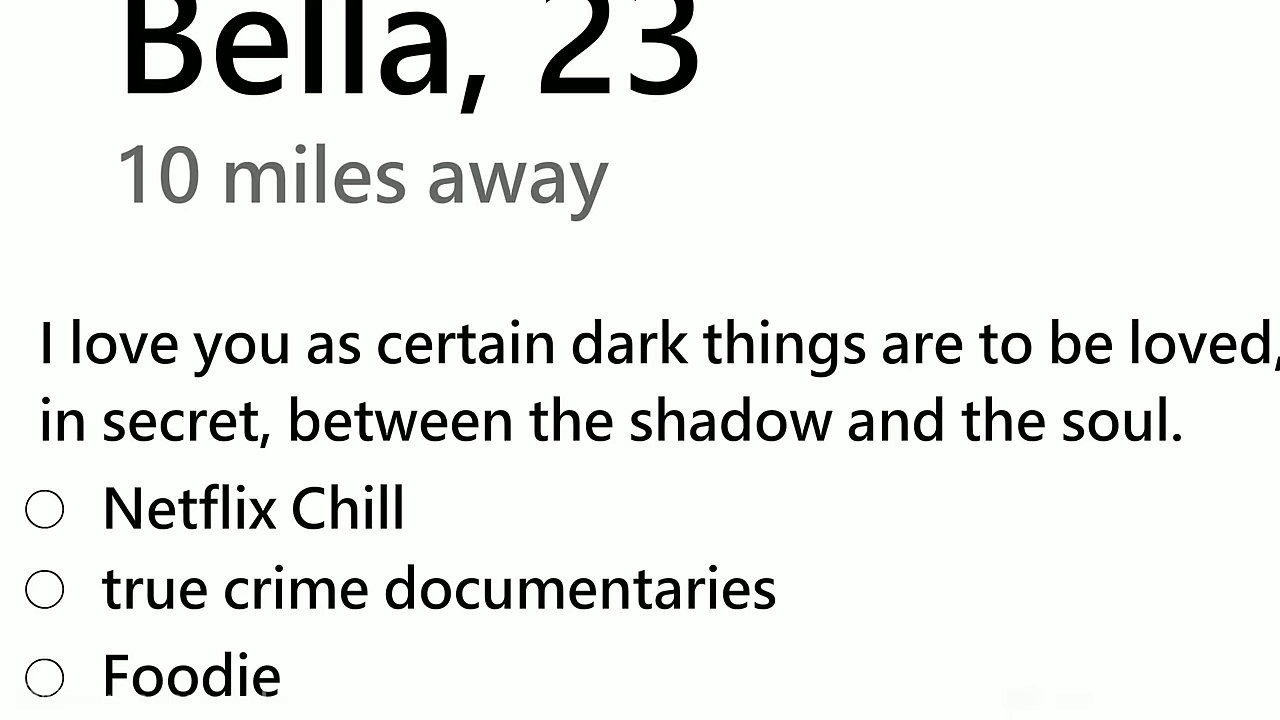 Bella, 23
10 miles away
I love you as certain dark things are to be loved,
in secret, between the shadow and the soul.
Netflix Chill
true crime documentaries
Foodie